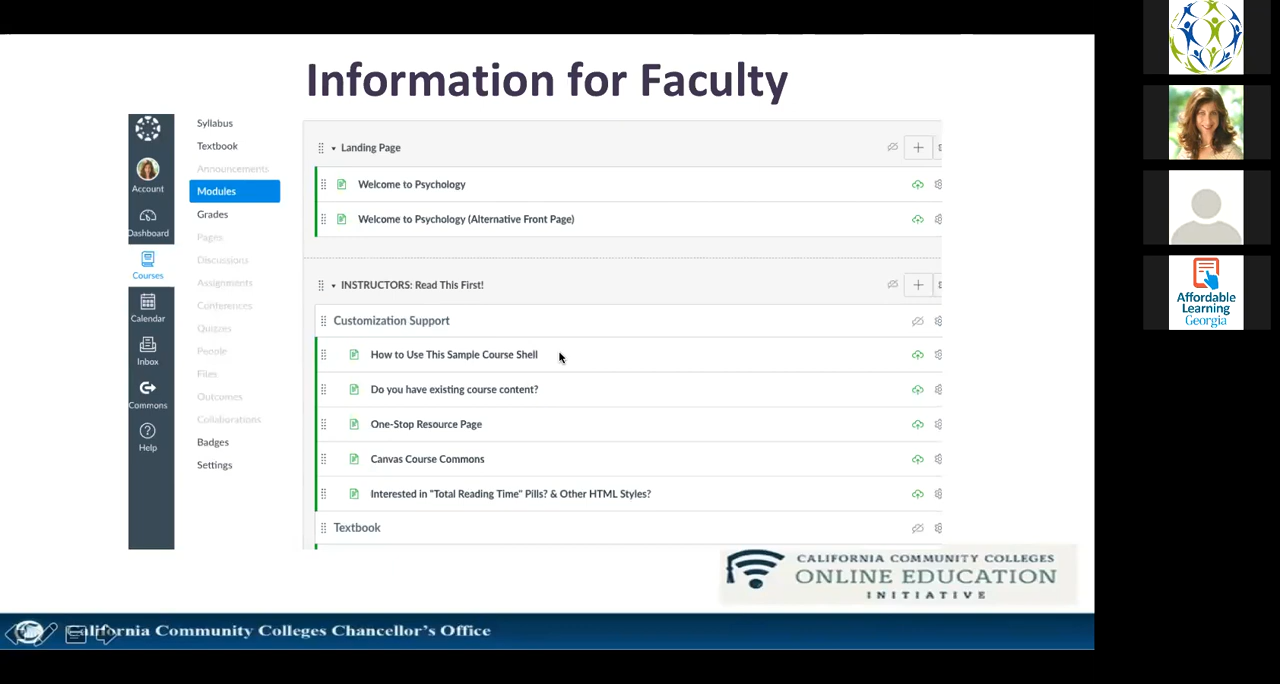 Information for Faculty
Account
Dashboard
Courses
Calendar
Inbox
Commons
Help
Syllabus
Textbook
Announcements
Modules
Grades
Pages
Discussions
Assignments
Conferences
Quizzes
People
Files
Outcomes
Collaborations
Badges
Settings
Landing Page
Welcome to Psychology
Welcome to Psychology (Alternative Front Page)
INSTRUCTORS: Read This First!
Customization Support
How to Use This Sample Course Shell
Do you have existing course content?
One-Stop Resource Page
Canvas Course Commons
Interested in "Total Reading Time" Pills? & Other HTML Styles?
Textbook
CALIFORNIA COMMUNITY COLLEGES
ONLINE EDUCATION
INITIATIVE
California Community Colleges Chancellor's Office
Affordable
Learning
Georgia